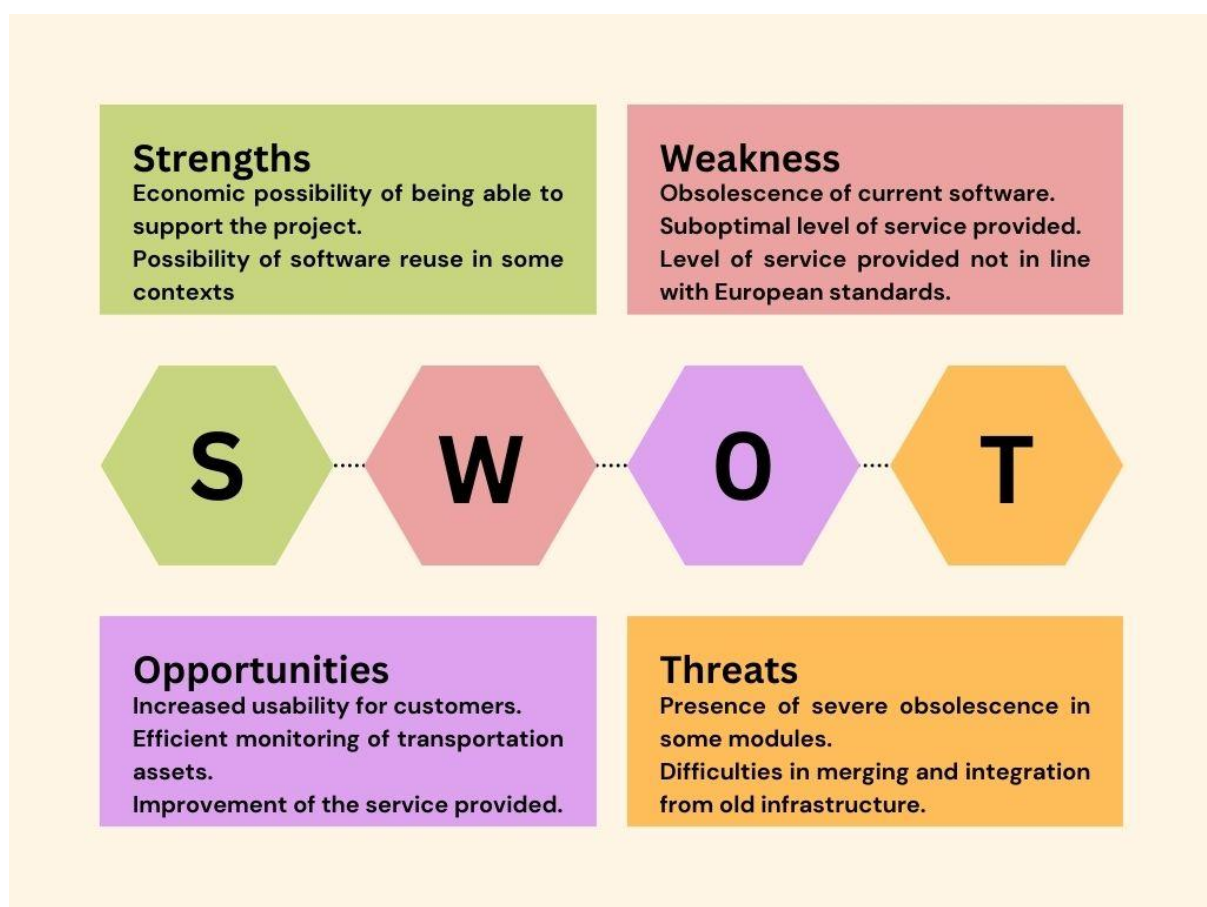 Strengths
Economic possibility of being able to
support the project.
Possibility of software reuse in some
contexts
Weakness
Obsolescence of current software.
Suboptimal level of service provided.
Level of service provided not in line
with European standards.
S
W
O
T
Opportunities
Increased usability for customers.
Efficient monitoring of transportation
assets.
Improvement of the service provided.
Threats
Presence of severe obsolescence in
some modules.
Difficulties in merging and integration
from old infrastructure.